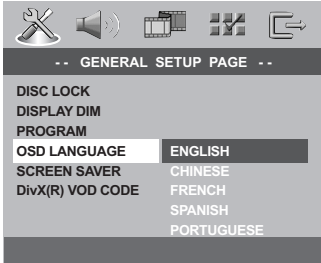 -- GENERAL SETUP PAGE --
DISC LOCK
DISPLAY DIM
PROGRAM
OSD LANGUAGE ENGLISH
SCREEN SAVER CHINESE
DivX(R) VOD CODE FRENCH
SPANISH
PORTUGUESE